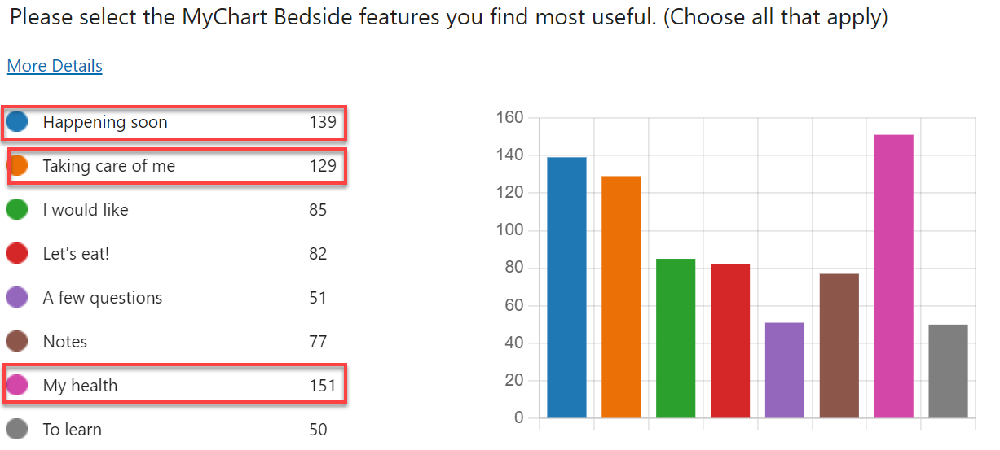 Please select the MyChart Bedside features you find most useful. (Choose all that apply)
More Details
Happening soon 139
Taking care of me 129
I would like 85
Let's eat! 82
A few questions 51
Notes 77
My health 151
To learn 50
160
140
120
100
80
60
40
20
0